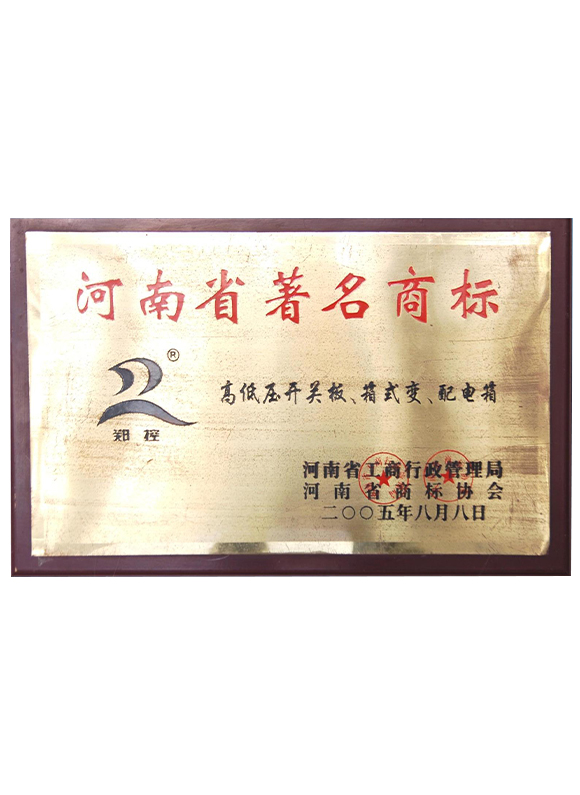 河南省著名商标
®
郑控
高低压开关板、箱式变、配电箱
河南省工商行政管理局
河南省商标协会
二〇〇五年八月八日